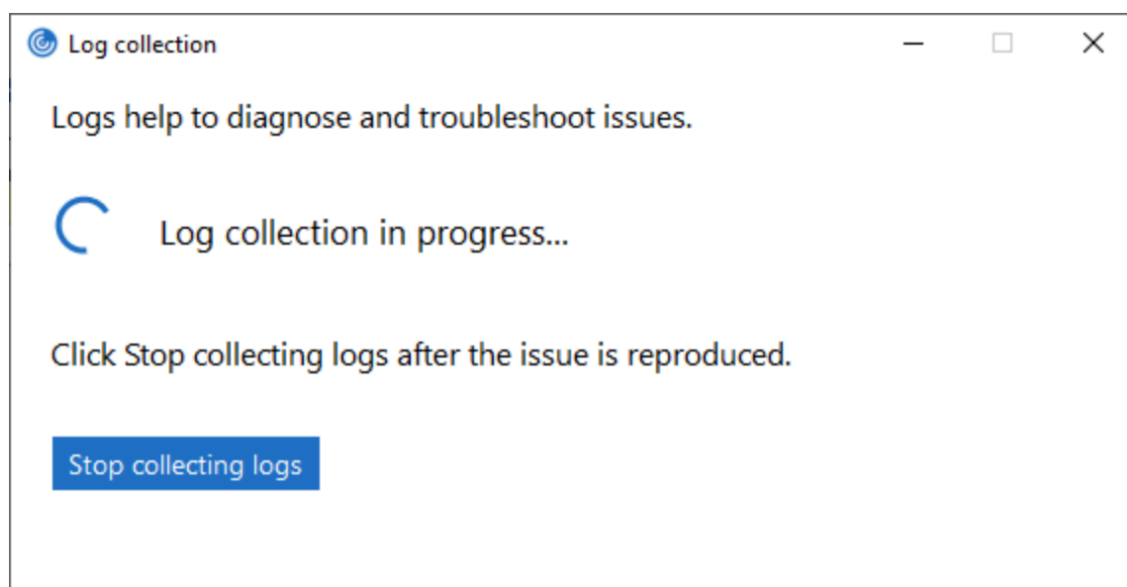 Log collection
Logs help to diagnose and troubleshoot issues.
Log collection in progress...
Click Stop collecting logs after the issue is reproduced.
Stop collecting logs